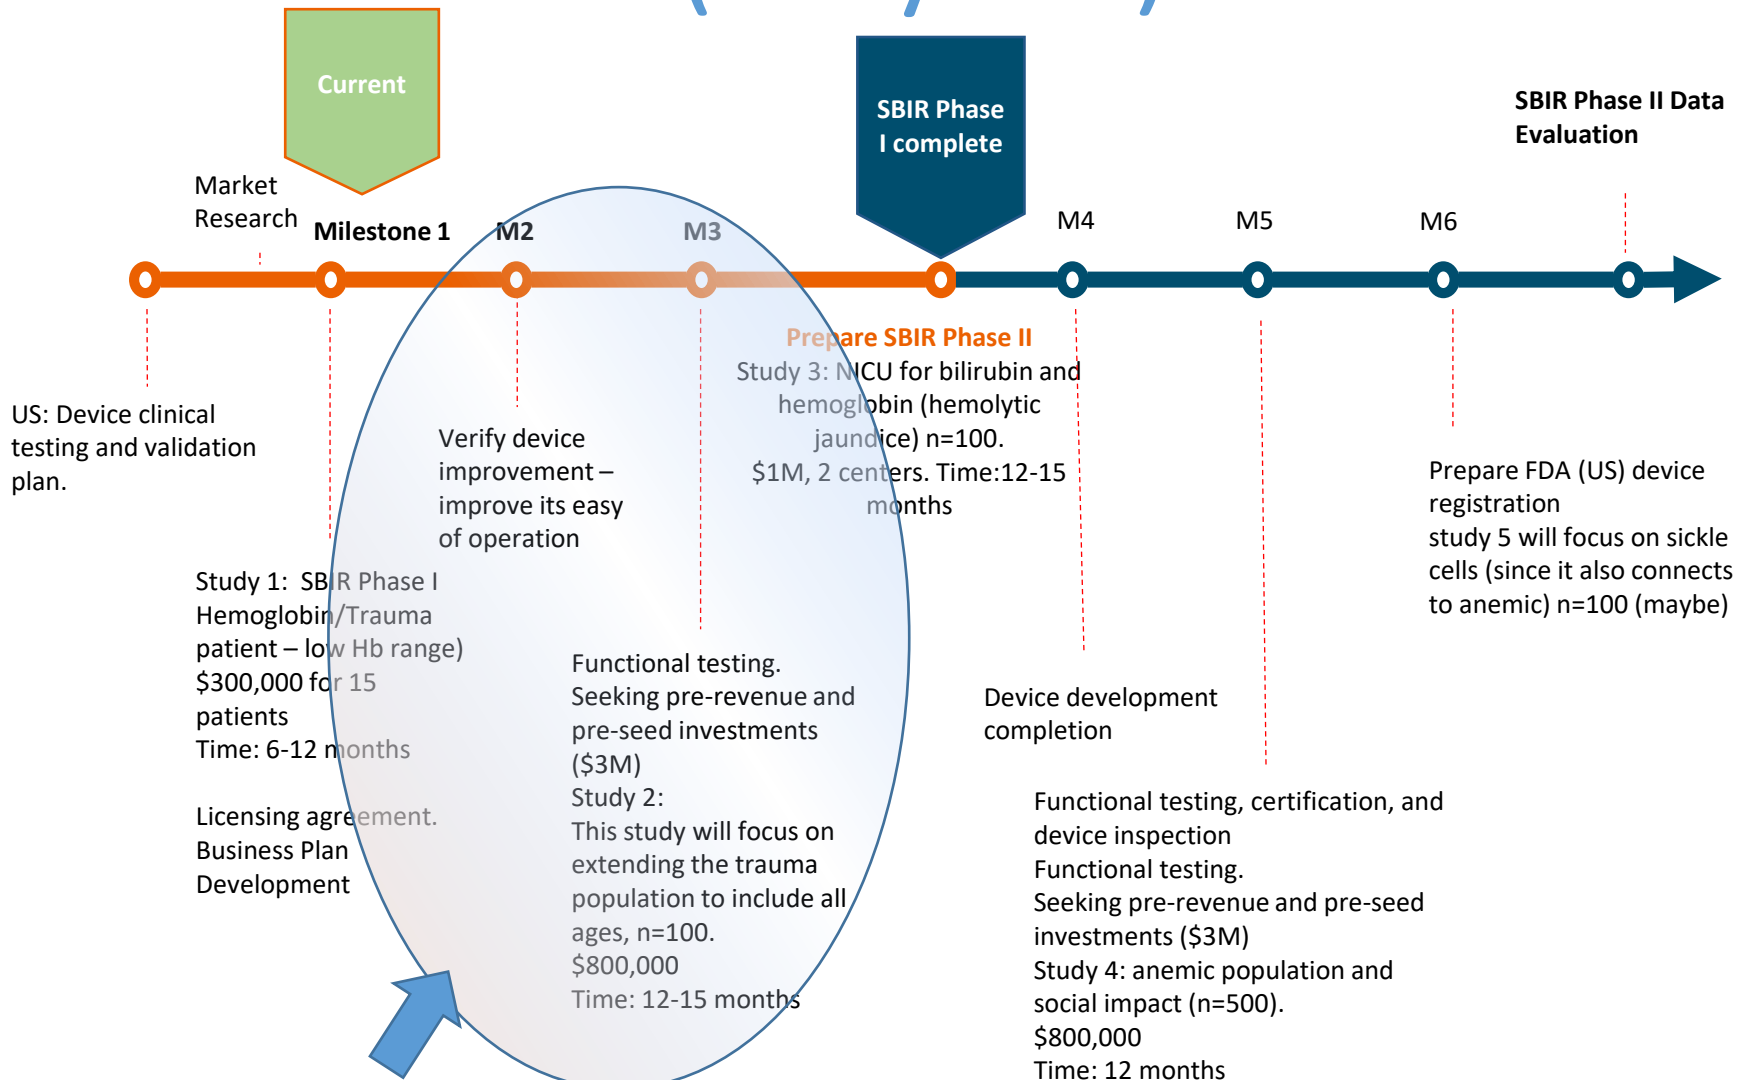 Current
SBIR Phase
I complete
SBIR Phase II Data
Evaluation
Market
Research
Milestone 1
M2
M3
M4
M5
M6
US: Device clinical
testing and validation
plan.
Study 1:  SBIR Phase I
Hemoglobin/Trauma
patient – low Hb range)
$300,000 for 15
patients
Time: 6-12 months
Licensing agreement.
Business Plan
Development
Verify device
improvement –
improve its easy
of operation
Functional testing.
Seeking pre-revenue and
pre-seed investments
($3M)
Study 2:
This study will focus on
extending the trauma
population to include all
ages, n=100.
$800,000
Time: 12-15 months
Prepare SBIR Phase II
Study 3: NICU for bilirubin and
hemoglobin (hemolytic
jaundice) n=100.
$1M, 2 centers. Time:12-15
months
Device development
completion
Functional testing, certification, and
device inspection
Functional testing.
Seeking pre-revenue and pre-seed
investments ($3M)
Study 4: anemic population and
social impact (n=500).
$800,000
Time: 12 months
Prepare FDA (US) device
registration
study 5 will focus on sickle
cells (since it also connects
to anemic) n=100 (maybe)